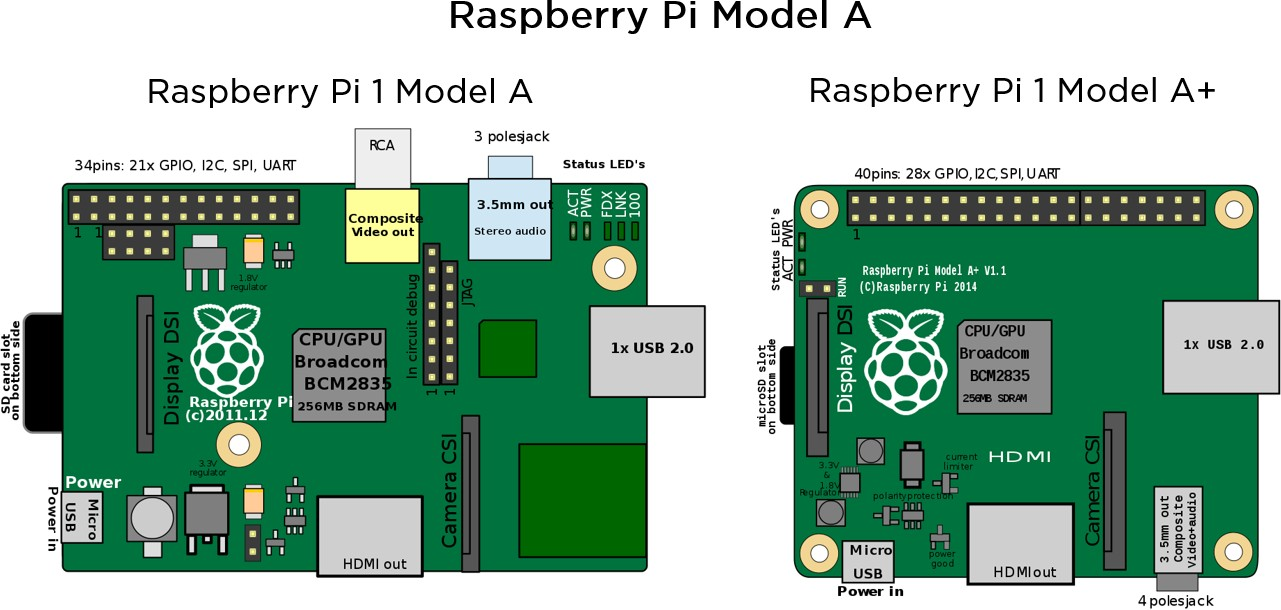 Raspberry Pi Model A
Raspberry Pi 1 Model A
34pins: 21x GPIO, I2C, SPI, UART
RCA
3 polesjack
Status LED's
Composite
Video out
3.5mm out
Stereo audio
ACT
PWR
FDX
LNK
100
1
1
1.8V
regulator
In circuit debug
JTAG
1
1
Display DSI
SD card slot
on bottom side
CPU/GPU
Broadcom
BCM2835
256MB SDRAM
1x USB 2.0
Raspberry Pi
(c)2011.12
3.3V
regulator
Power
Micro
USB
Power in
HDMI out
Camera CSI
Raspberry Pi 1 Model A+
40pins: 28x GPIO, I2C, SPI, UART
1
Status LED's
ACT PWR
RUN
Raspberry Pi Model A+ V1.1
(C)Raspberry Pi 2014
Display DSI
microSD slot
on bottom side
CPU/GPU
Broadcom
BCM2835
256MB SDRAM
1x USB 2.0
3.3V
&
1.8V
Regulator
current
limiter
polarity protection
HDMI
power
good
Micro
USB
Power in
HDMI out
Camera CSI
3.5mm out
Composite
Video+audio
4 polesjack